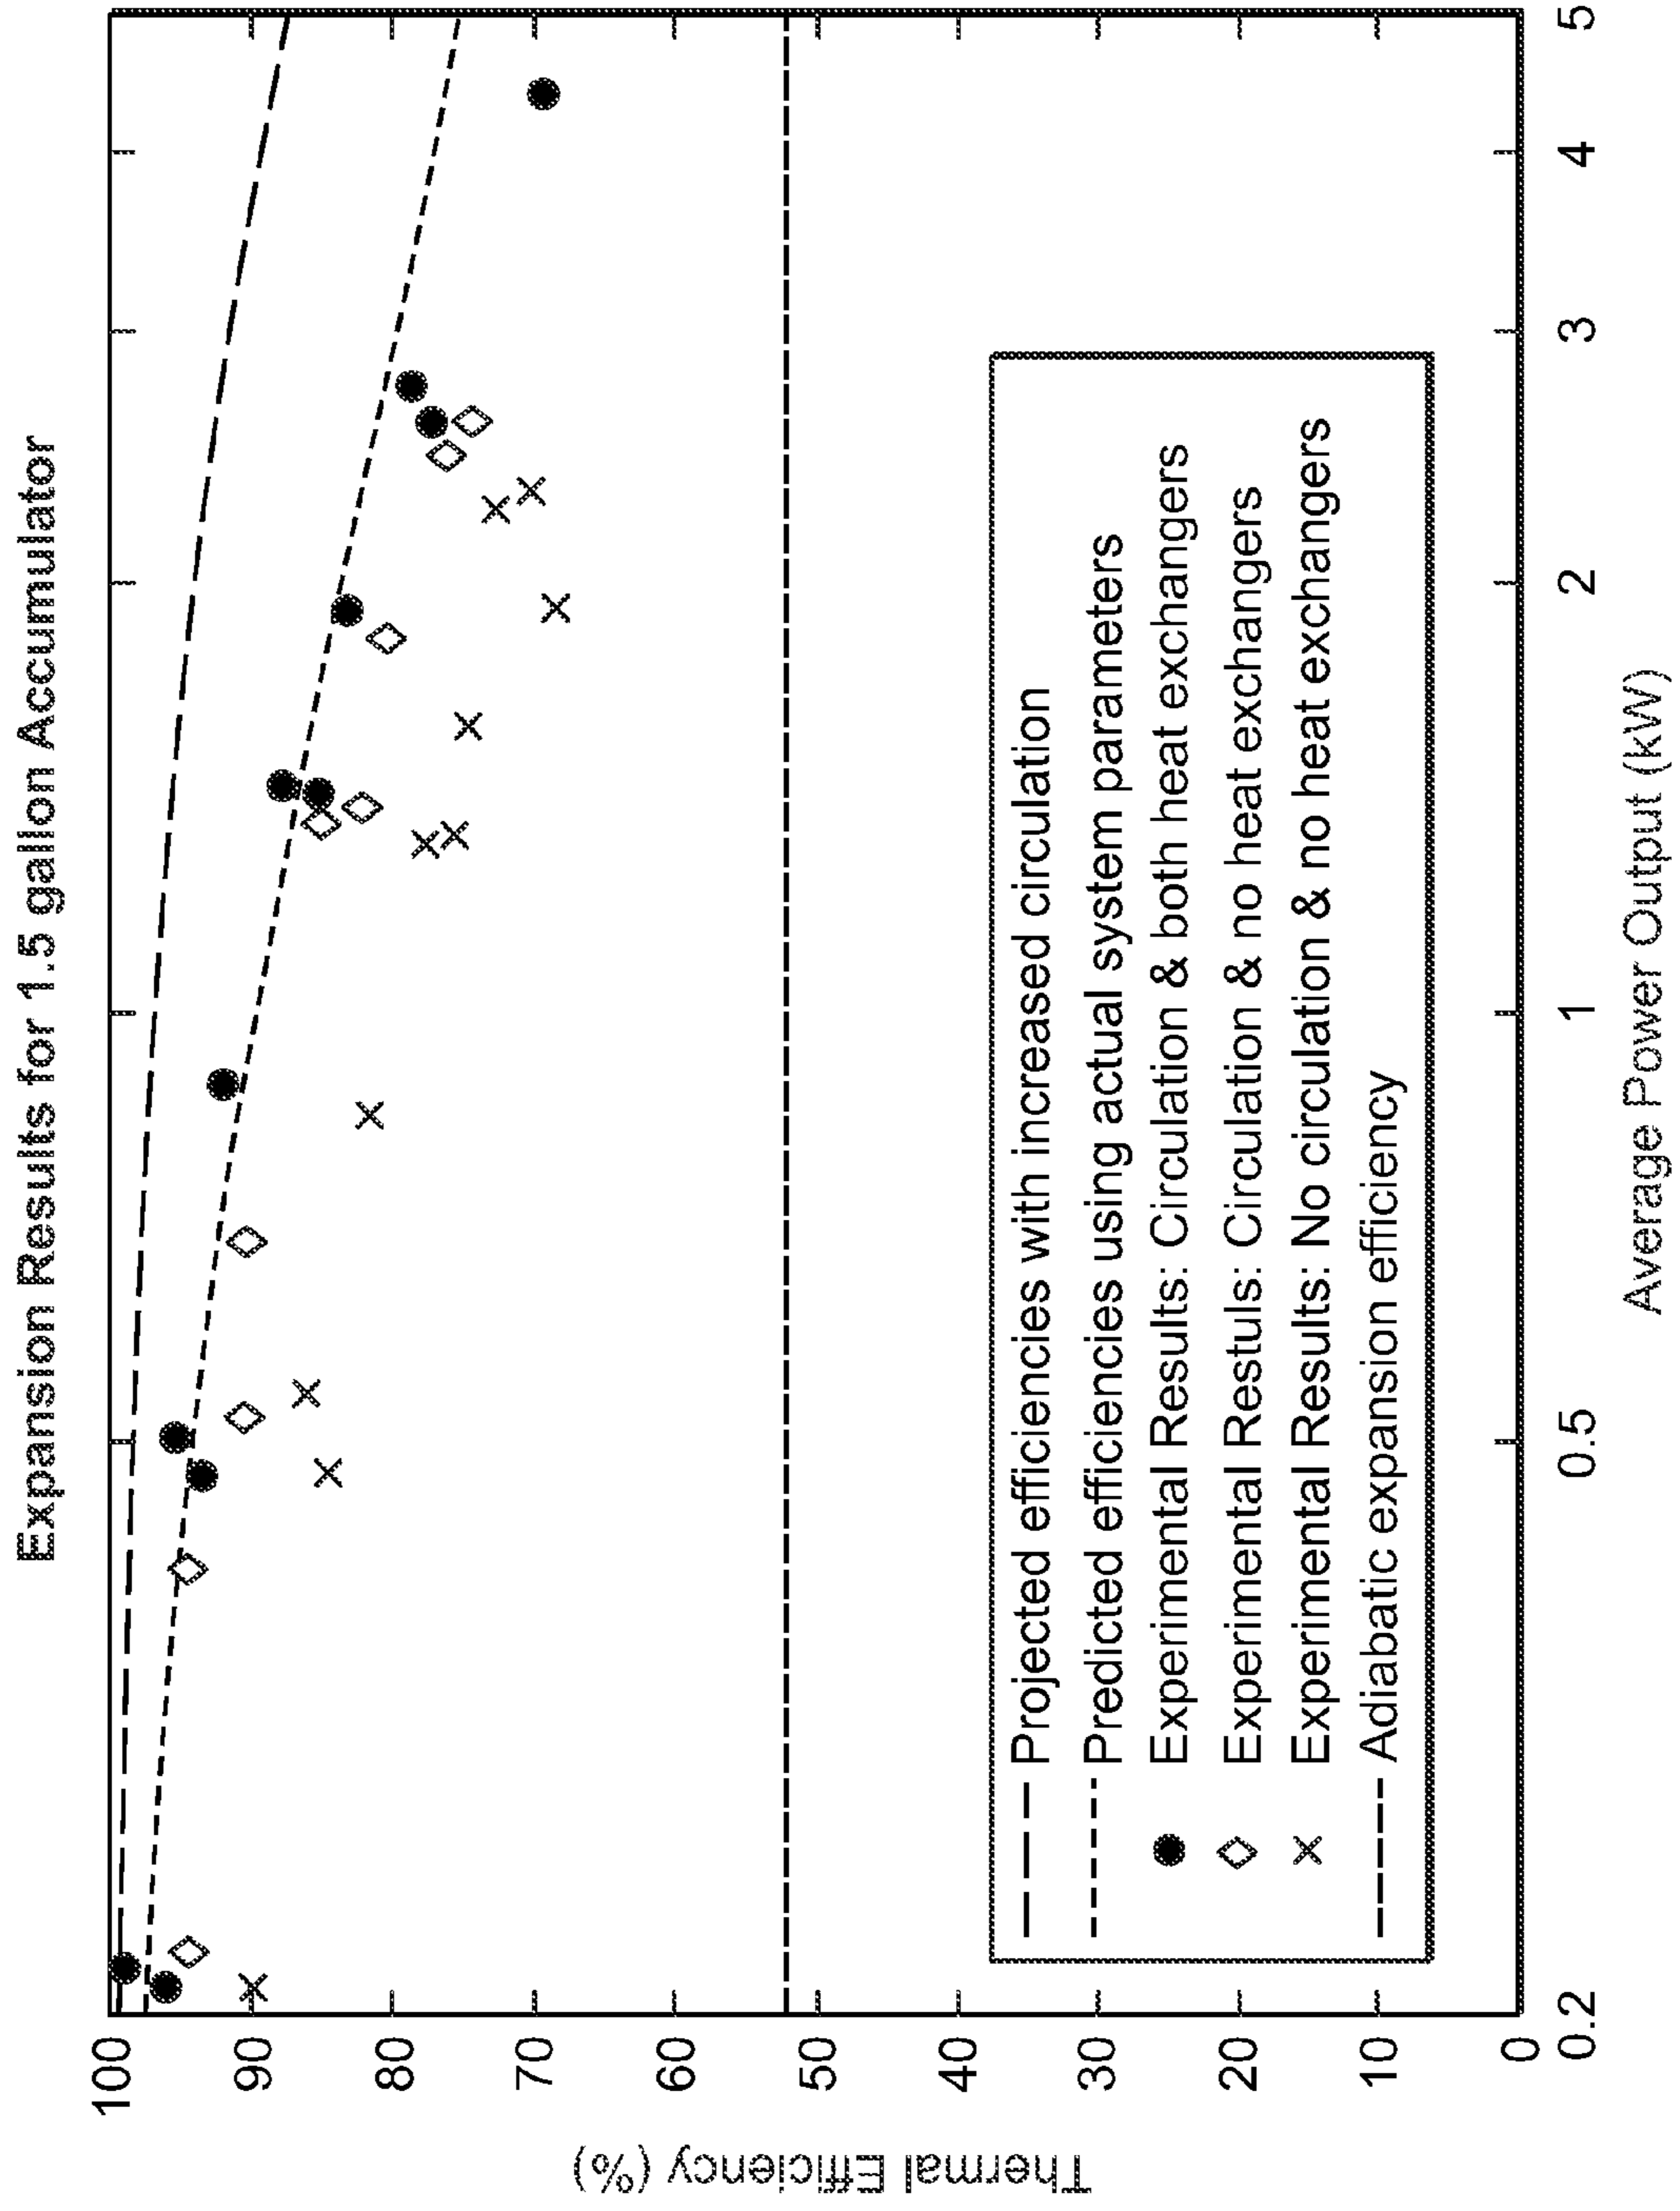 Expansion Results for 1.5 gallon Accumulator
Thermal Efficiency (%)
100
90
80
70
60
50
40
30
20
10
0
Projected efficiencies with increased circulation
Predicted efficiencies using actual system parameters
Experimental Results: Circulation & both heat exchangers
Experimental Restuls: Circulation & no heat exchangers
Experimental Results: No circulation & no heat exchangers
Adiabatic expansion efficiency
0.2
0.5
1
2
3
4
5
Average Power Output (kW)